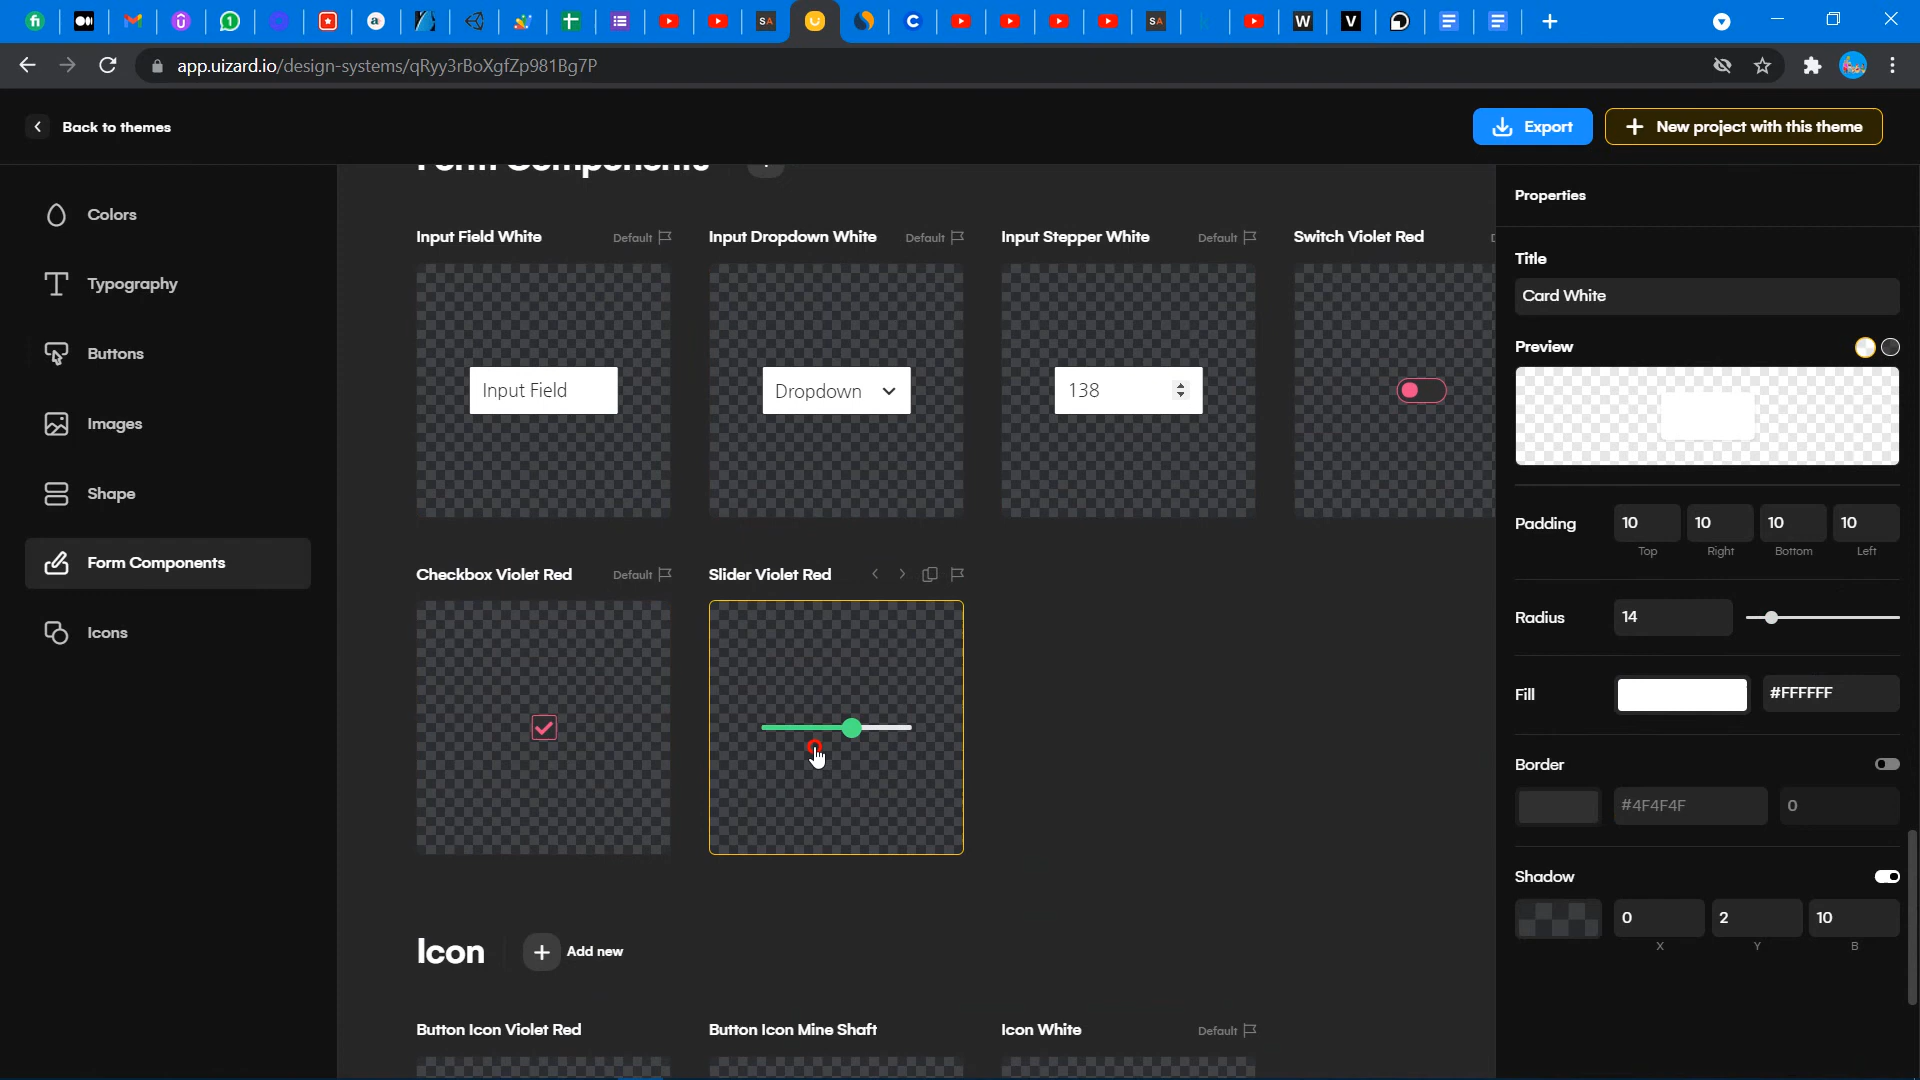 app.uizard.io/design-systems/qRyy3rBoXgfZp981Bg7P
Back to themes
Export
New project with this theme
Colors
Typography
Buttons
Images
Shape
Form Components
Icons
Form Components
Input Field White
Default
Input Dropdown White
Default
Input Stepper White
Default
Switch Violet Red
Input Field
Dropdown
138
Checkbox Violet Red
Default
Slider Violet Red
Icon
Add new
Button Icon Violet Red
Button Icon Mine Shaft
Icon White
Default
Properties
Title
Card White
Preview
Padding
10
10
10
10
Top
Right
Bottom
Left
Radius
14
Fill
#FFFFFF
Border
#4F4F4F
0
Shadow
0
2
10
X
Y
B